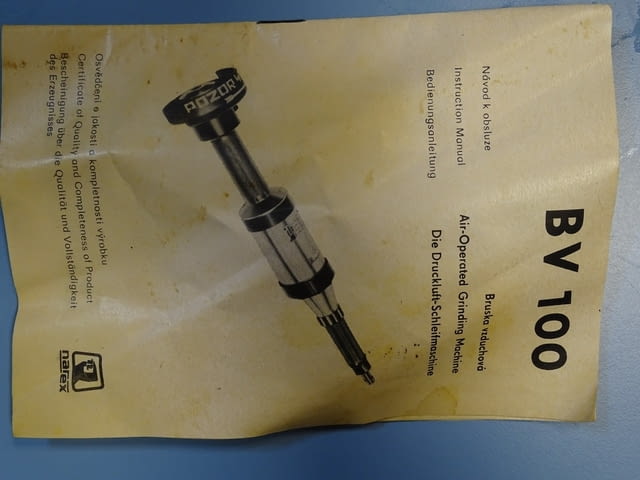 BV 100
Bruska vzduchová
Air-Operated Grinding Machine
Die Druckluft-Schleifmaschine
Návod k obsluze
Instruction Manual
Bedienungsanleitung
POZOR
Osvědčení o jakosti a kompletnosti výrobku
Certificate of Quality and Completeness of Product
Bescheinigung über die Qualität und Vollständigkeit
des Erzeugnisses
narex